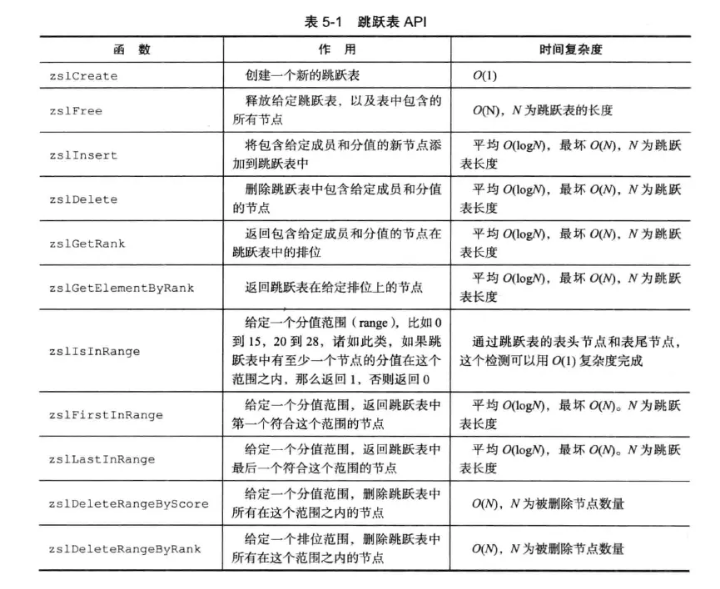 表 5-1 跳跃表 API
函 数 作 用 时间复杂度
zslCreate 创建一个新的跳跃表 O(1)
zslFree 释放给定跳跃表，以及表中包含的
所有节点 O(N)，N 为跳跃表的长度
zslInsert 将包含给定成员和分值的新节点添
加到跳跃表中 平均 O(logN)，最坏 O(N)，N 为跳跃
表长度
zslDelete 删除跳跃表中包含给定成员和分值
的节点 平均 O(logN)，最坏 O(N)，N 为跳跃
表长度
zslGetRank 返回包含给定成员和分值的节点在
跳跃表中的排位 平均 O(logN)，最坏 O(N)，N 为跳跃
表长度
zslGetElementByRank 返回跳跃表在给定排位上的节点 平均 O(logN)，最坏 O(N)，N 为跳跃
表长度
zslIsInRange 给定一个分值范围（range），比如 0
到 15，20 到 28，诸如此类，如果跳
跃表中有至少一个节点的分值在这个
范围之内，那么返回 1，否则返回 0 通过跳跃表的表头节点和表尾节点，
这个检测可以用 O(1) 复杂度完成
zslFirstInRange 给定一个分值范围，返回跳跃表中
第一个符合这个范围的节点 平均 O(logN)，最坏 O(N)。N 为跳跃
表长度
zslLastInRange 给定一个分值范围，返回跳跃表中
最后一个符合这个范围的节点 平均 O(logN)，最坏 O(N)。N 为跳跃
表长度
zslDeleteRangeByScore 给定一个分值范围，删除跳跃表中
所有在这个范围之内的节点 O(N)，N 为被删除节点数量
zslDeleteRangeByRank 给定一个排位范围，删除跳跃表中
所有在这个范围之内的节点 O(N)，N 为被删除节点数量